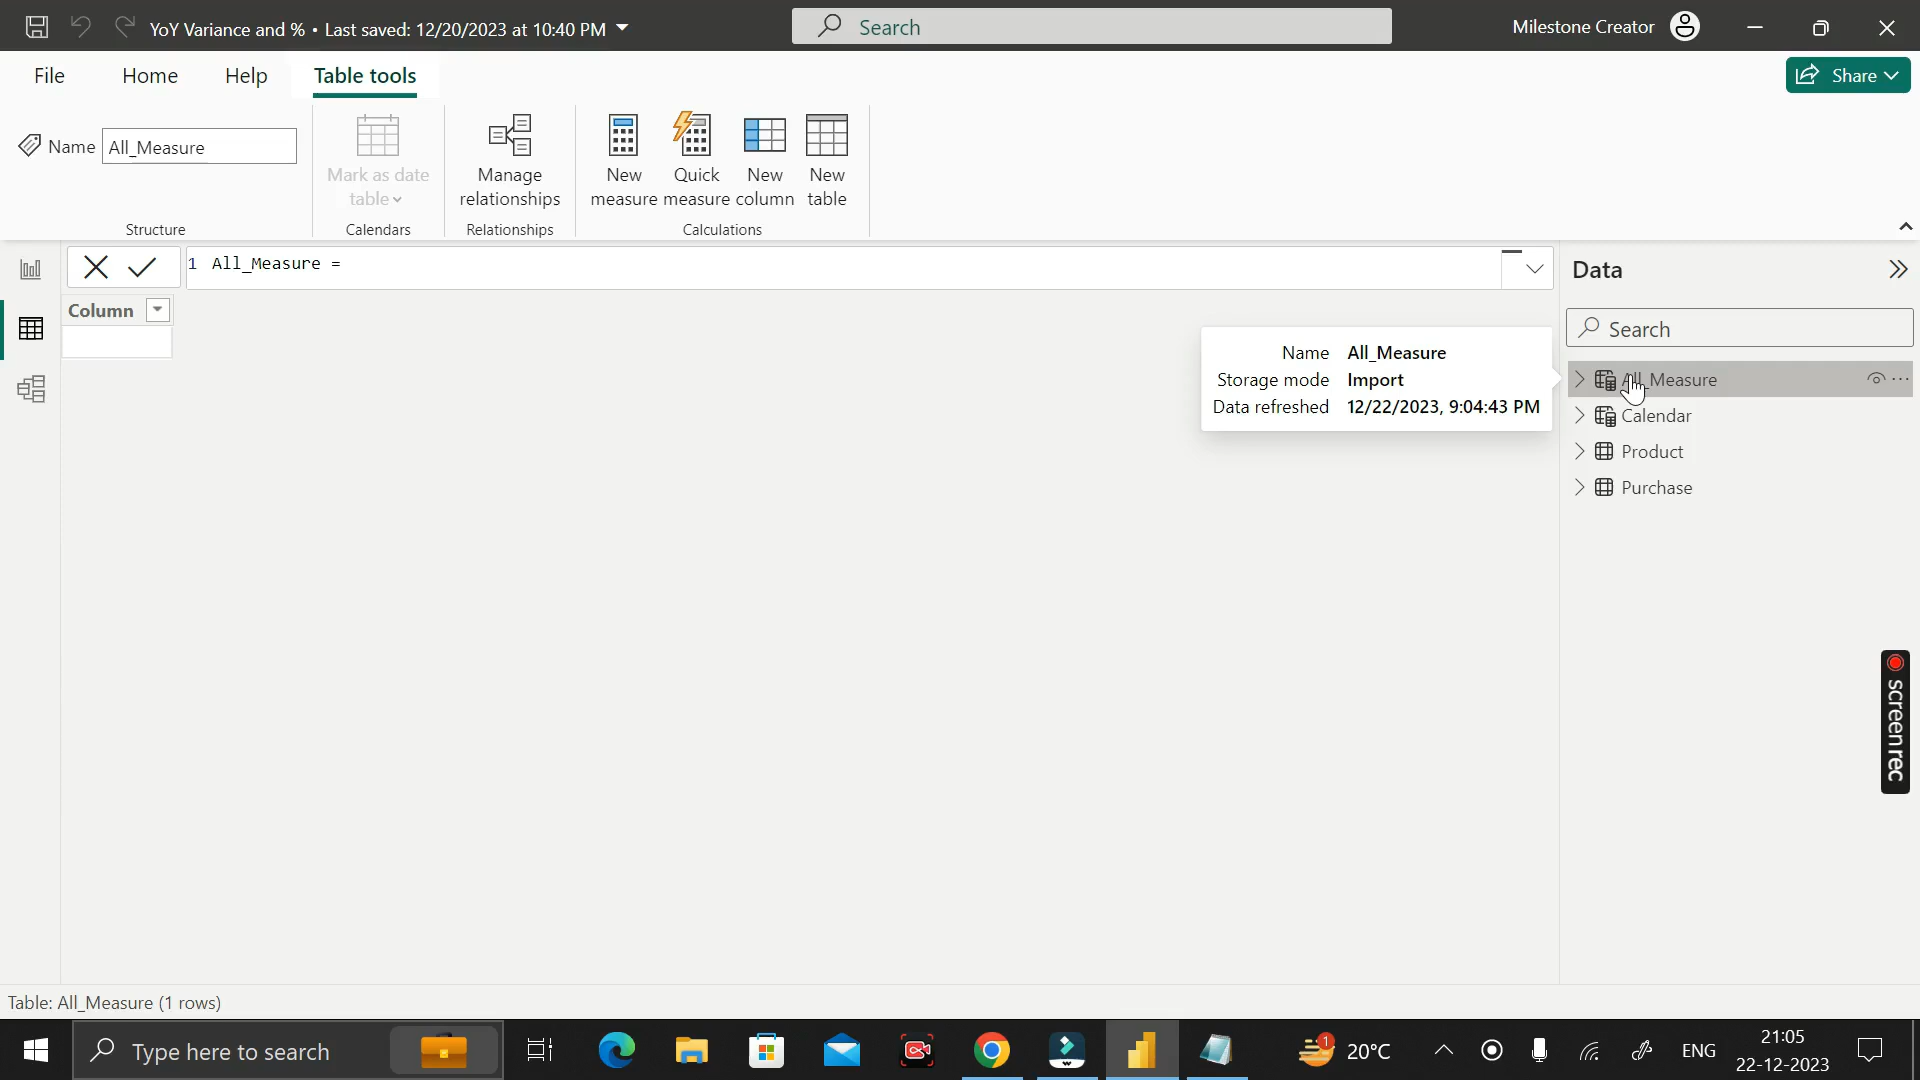 YoY Variance and % • Last saved: 12/20/2023 at 10:40 PM
Search
Milestone Creator
File
Home
Help
Table tools
Share
Name
All_Measure
Mark as date
table
Manage
relationships
New
measure
Quick
measure
New
column
New
table
Structure
Calendars
Relationships
Calculations
1 All_Measure =
Data
Column
Search
Name All_Measure
Storage mode Import
Data refreshed 12/22/2023, 9:04:43 PM
All_Measure
Calendar
Product
Purchase
screenrec
Table: All_Measure (1 rows)
Type here to search
1
20°C
ENG
21:05
22-12-2023